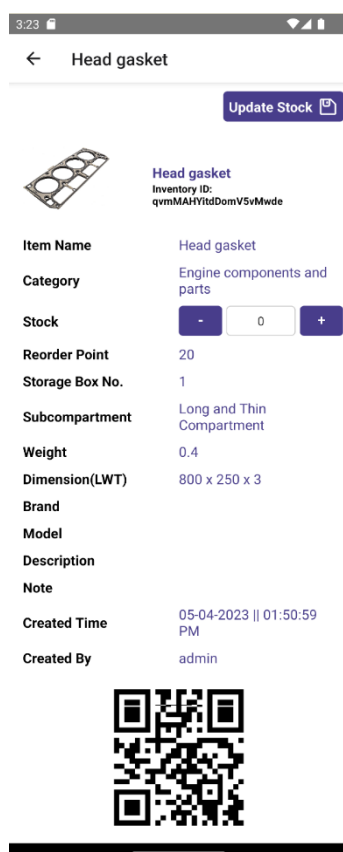 3:23
Head gasket
Update Stock
Head gasket
Inventory ID:
qvmMAHYitdDomV5vMwde
Item Name Head gasket
Category Engine components and
parts
Stock - 0 +
Reorder Point 20
Storage Box No. 1
Subcompartment Long and Thin
Compartment
Weight 0.4
Dimension(LWT) 800 x 250 x 3
Brand
Model
Description
Note
Created Time 05-04-2023 || 01:50:59
PM
Created By admin